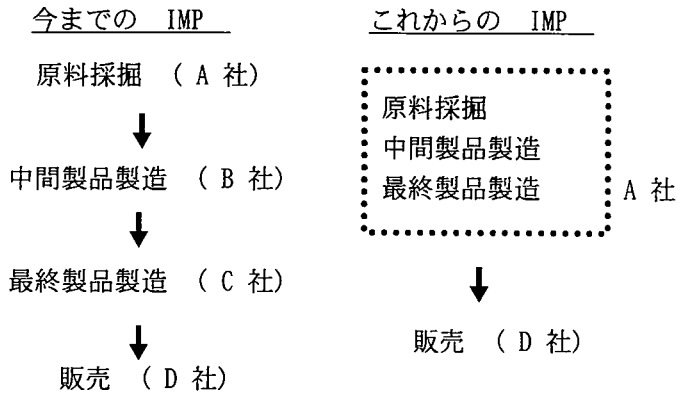 今までの IMP
原料採掘 ( A 社)
中間製品製造 ( B 社)
最終製品製造 ( C 社)
販売 ( D 社)
これからの IMP
原料採掘
中間製品製造
最終製品製造
A 社
販売 ( D 社)